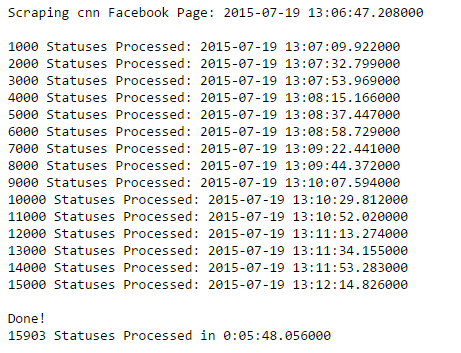 Scraping cnn Facebook Page: 2015-07-19 13:06:47.208000
1000 Statuses Processed: 2015-07-19 13:07:09.922000
2000 Statuses Processed: 2015-07-19 13:07:32.799000
3000 Statuses Processed: 2015-07-19 13:07:53.969000
4000 Statuses Processed: 2015-07-19 13:08:15.166000
5000 Statuses Processed: 2015-07-19 13:08:37.447000
6000 Statuses Processed: 2015-07-19 13:08:58.729000
7000 Statuses Processed: 2015-07-19 13:09:22.441000
8000 Statuses Processed: 2015-07-19 13:09:44.372000
9000 Statuses Processed: 2015-07-19 13:10:07.594000
10000 Statuses Processed: 2015-07-19 13:10:29.812000
11000 Statuses Processed: 2015-07-19 13:10:52.020000
12000 Statuses Processed: 2015-07-19 13:11:13.274000
13000 Statuses Processed: 2015-07-19 13:11:34.155000
14000 Statuses Processed: 2015-07-19 13:11:53.283000
15000 Statuses Processed: 2015-07-19 13:12:14.826000
Done!
15903 Statuses Processed in 0:05:48.056000